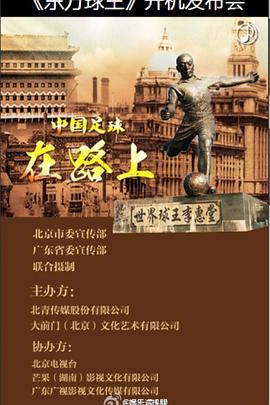 《东方球王》开机发布会
中国足球
在路上
世界球王李惠堂
北京市委宣传部
广东省委宣传部
联合摄制
主办方：
北青传媒股份有限公司
大前门（北京）文化艺术有限公司
协办方：
北京电视台
芒果（湖南）影视文化有限公司
广东广视影视文化传媒有限公司